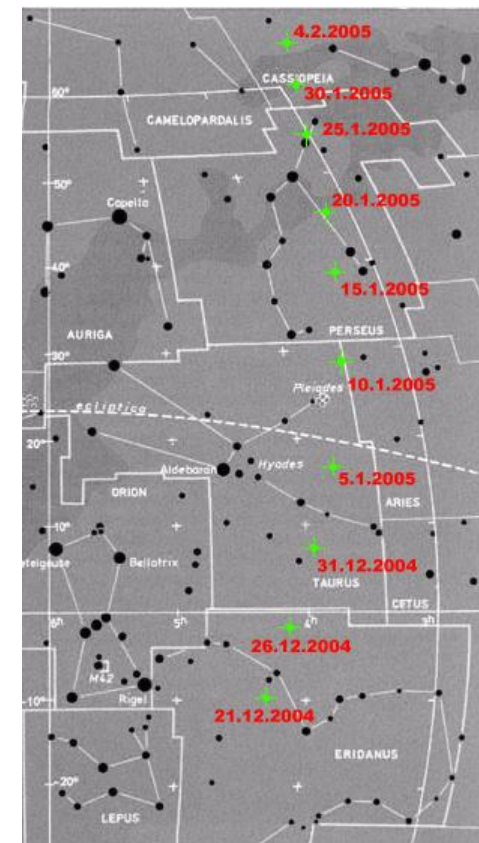 4.2.2005
CASSIOPEIA
30.1.2005
60°
CAMELOPARDALIS
25.1.2005
50°
20.1.2005
Capella
40°
15.1.2005
AURIGA
PERSEUS
30°
10.1.2005
Pleiades
ecliptica
20°
Aldebaran
Hyades
5.1.2005
ORION
ARIES
10°
31.12.2004
eteigeuse
Bellatrix
TAURUS
CETUS
6h
5h
4h
3h
26.12.2004
M42
Rigel
-10°
21.12.2004
ERIDANUS
-20°
LEPUS